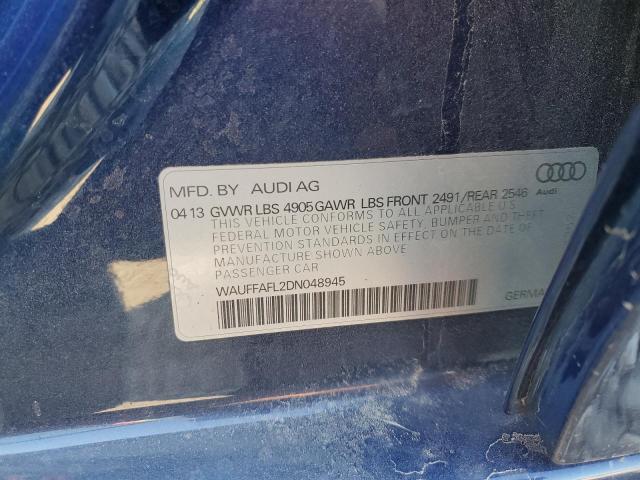 MFD. BY AUDI AG
04 13 GVWR LBS 4905 GAWR LBS FRONT 2491/REAR 2546
THIS VEHICLE CONFORMS TO ALL APPLICABLE U.S.
FEDERAL MOTOR VEHICLE SAFETY, BUMPER AND THEFT
PREVENTION STANDARDS IN EFFECT ON THE DATE OF
MANUFACTURE SHOWN ABOVE
PASSENGER CAR
WAUFFAFL2DN048945
Audi
GERMA